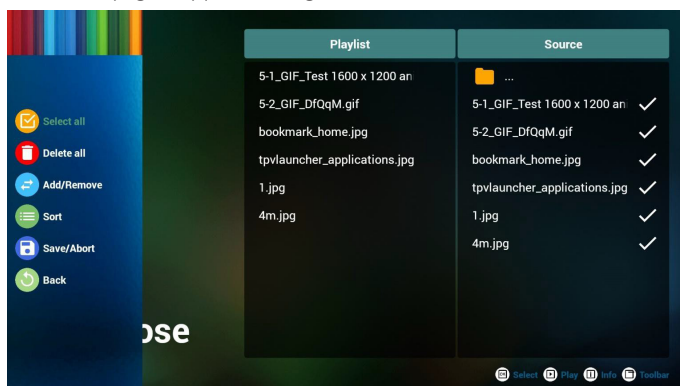 Select all
Delete all
Add/Remove
Sort
Save/Abort
Back
ose
Playlist
5-1_GIF_Test 1600 x 1200 an
5-2_GIF_DfQqM.gif
bookmark_home.jpg
tpvlauncher_applications.jpg
1.jpg
4m.jpg
Source
...
5-1_GIF_Test 1600 x 1200 an
5-2_GIF_DfQqM.gif
bookmark_home.jpg
tpvlauncher_applications.jpg
1.jpg
4m.jpg
Select Play Info Toolbar